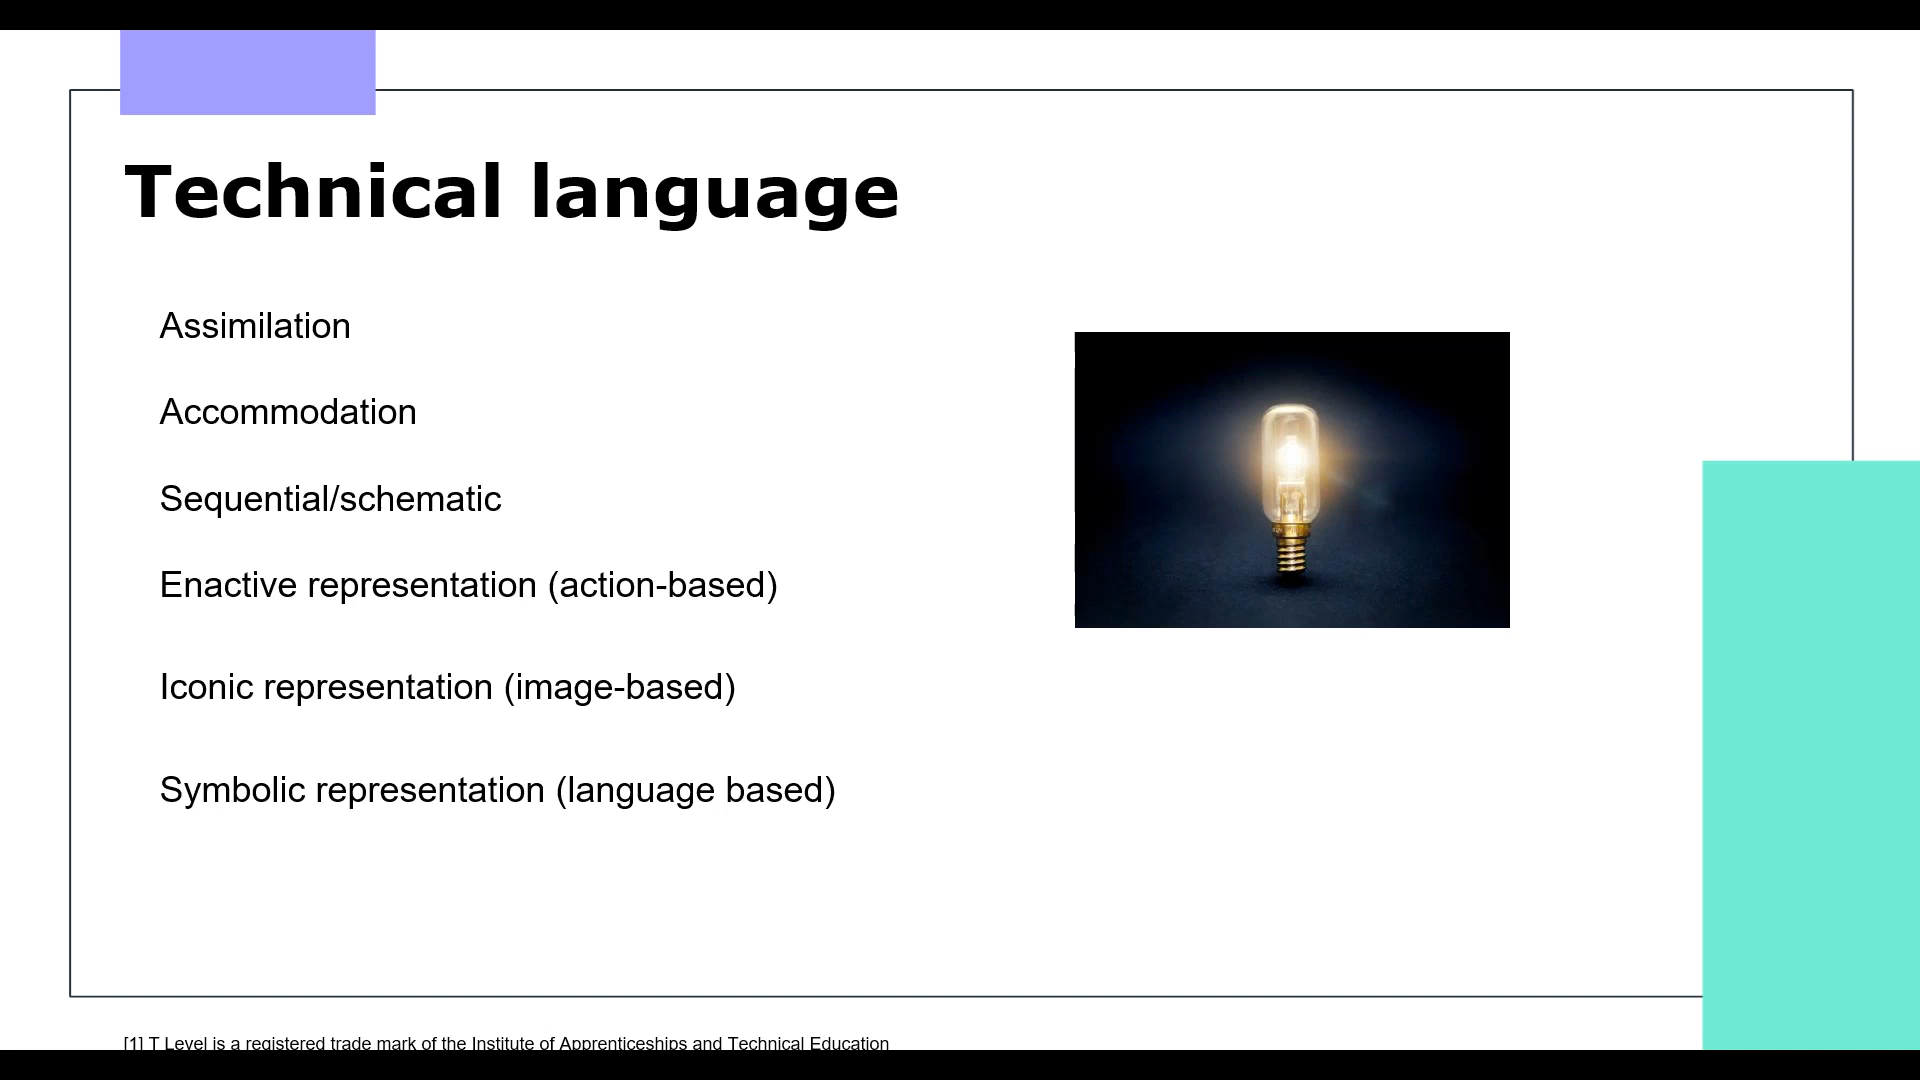 Technical language
Assimilation
Accommodation
Sequential/schematic
Enactive representation (action-based)
Iconic representation (image-based)
Symbolic representation (language based)
[1] T Level is a registered trade mark of the Institute of Apprenticeships and Technical Education